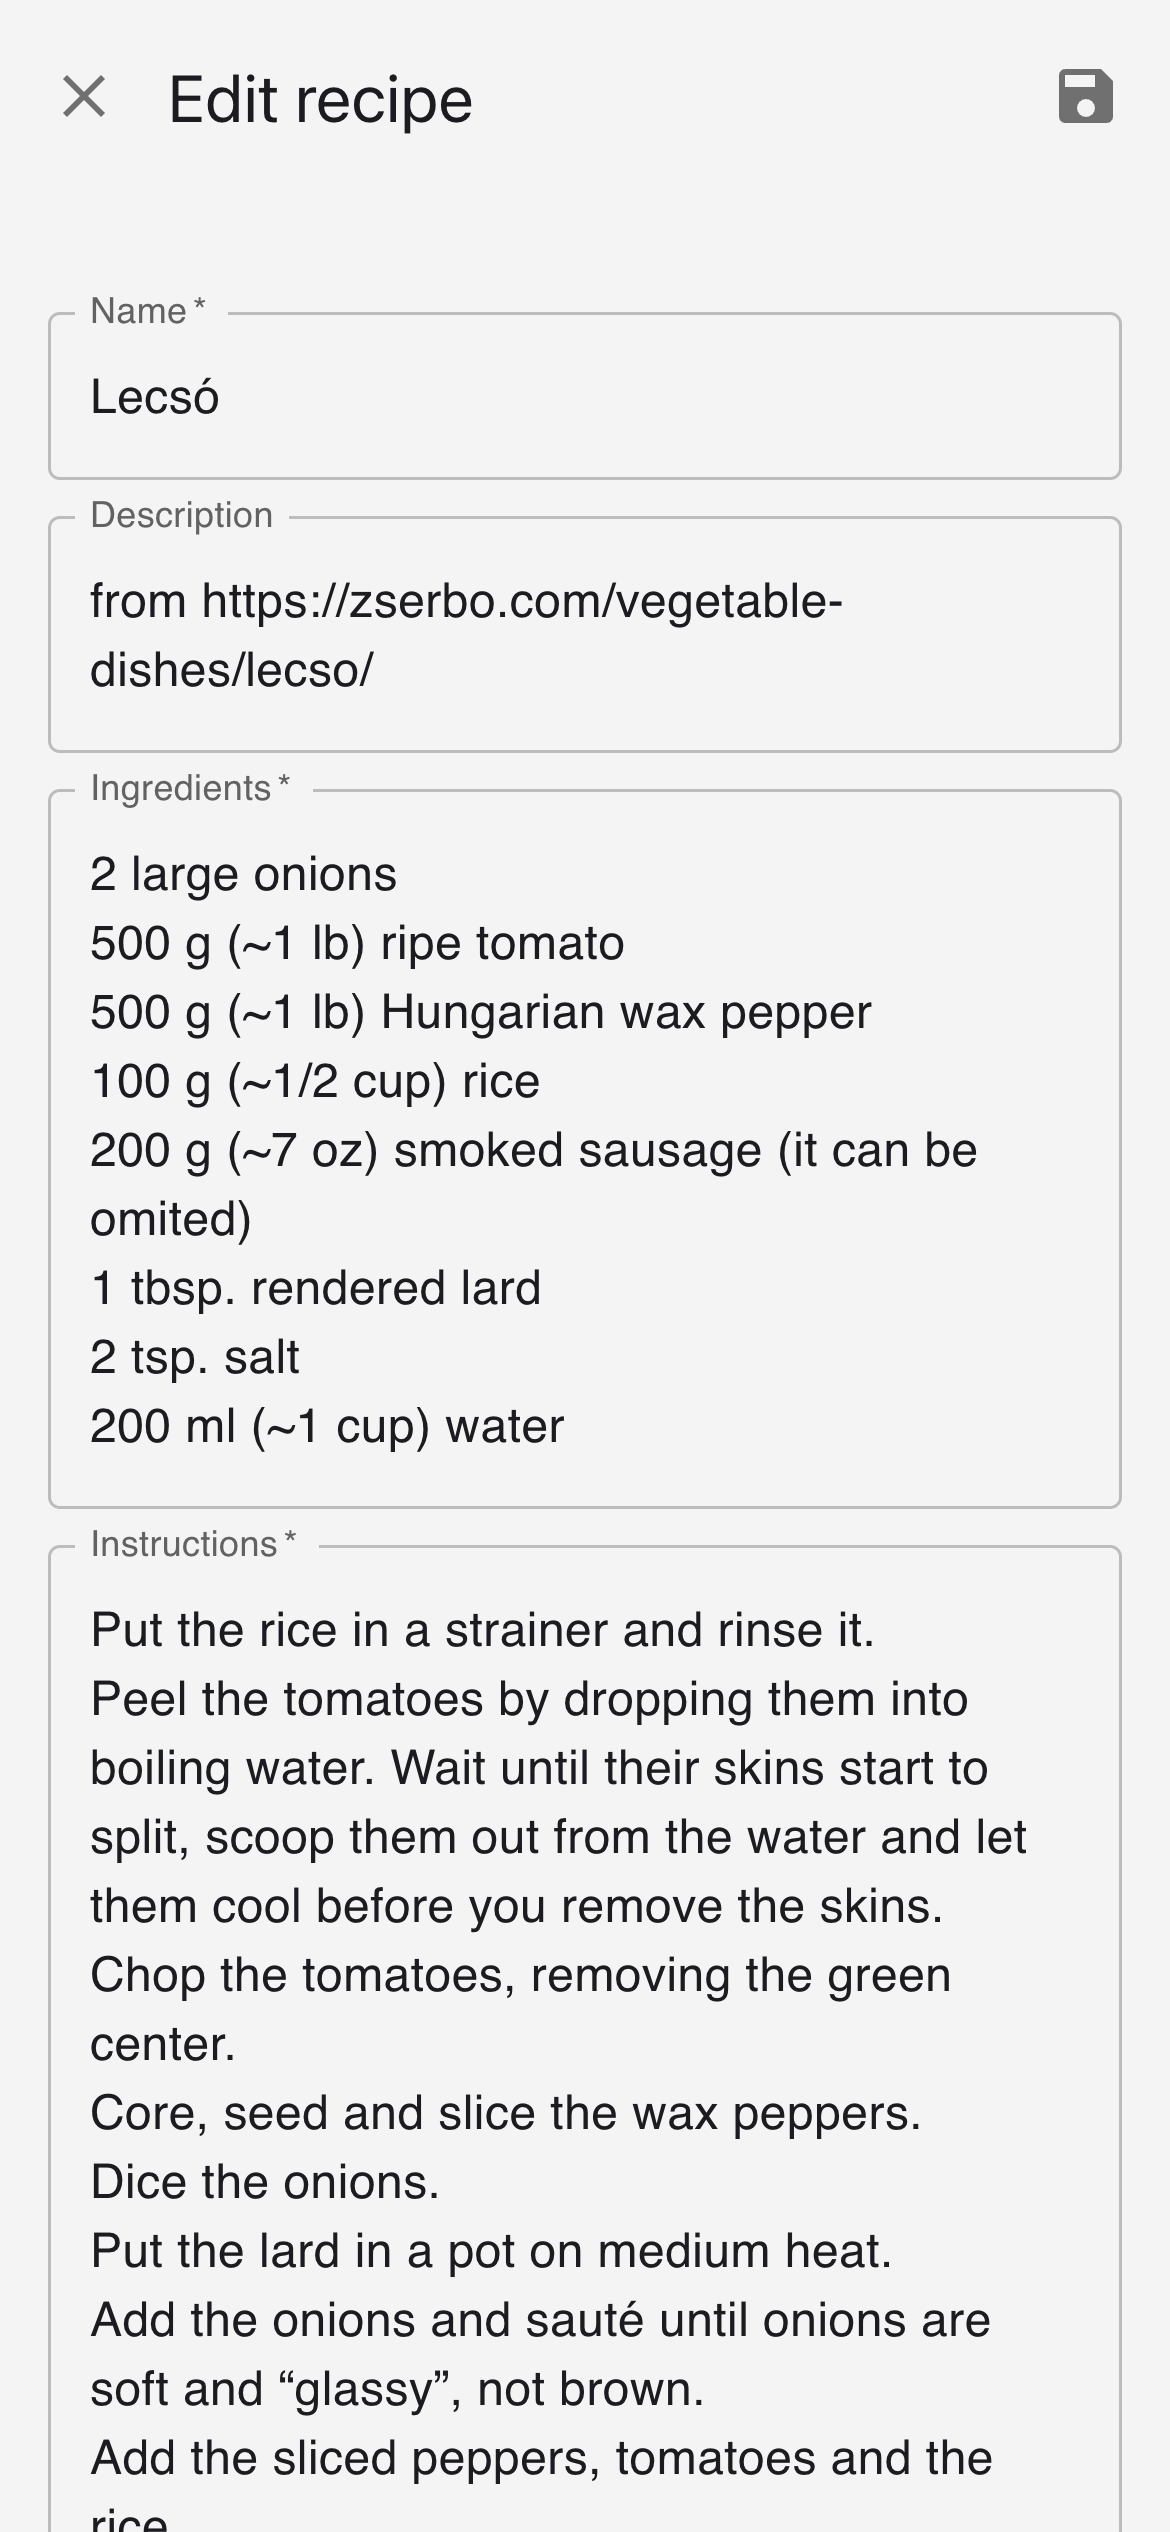 Edit recipe
Name *
Lecsó
Description
from https://zserbo.com/vegetable-
dishes/lecso/
Ingredients *
2 large onions
500 g (~1 lb) ripe tomato
500 g (~1 lb) Hungarian wax pepper
100 g (~1/2 cup) rice
200 g (~7 oz) smoked sausage (it can be
omited)
1 tbsp. rendered lard
2 tsp. salt
200 ml (~1 cup) water
Instructions *
Put the rice in a strainer and rinse it.
Peel the tomatoes by dropping them into
boiling water. Wait until their skins start to
split, scoop them out from the water and let
them cool before you remove the skins.
Chop the tomatoes, removing the green
center.
Core, seed and slice the wax peppers.
Dice the onions.
Put the lard in a pot on medium heat.
Add the onions and sauté until onions are
soft and “glassy”, not brown.
Add the sliced peppers, tomatoes and the
rice